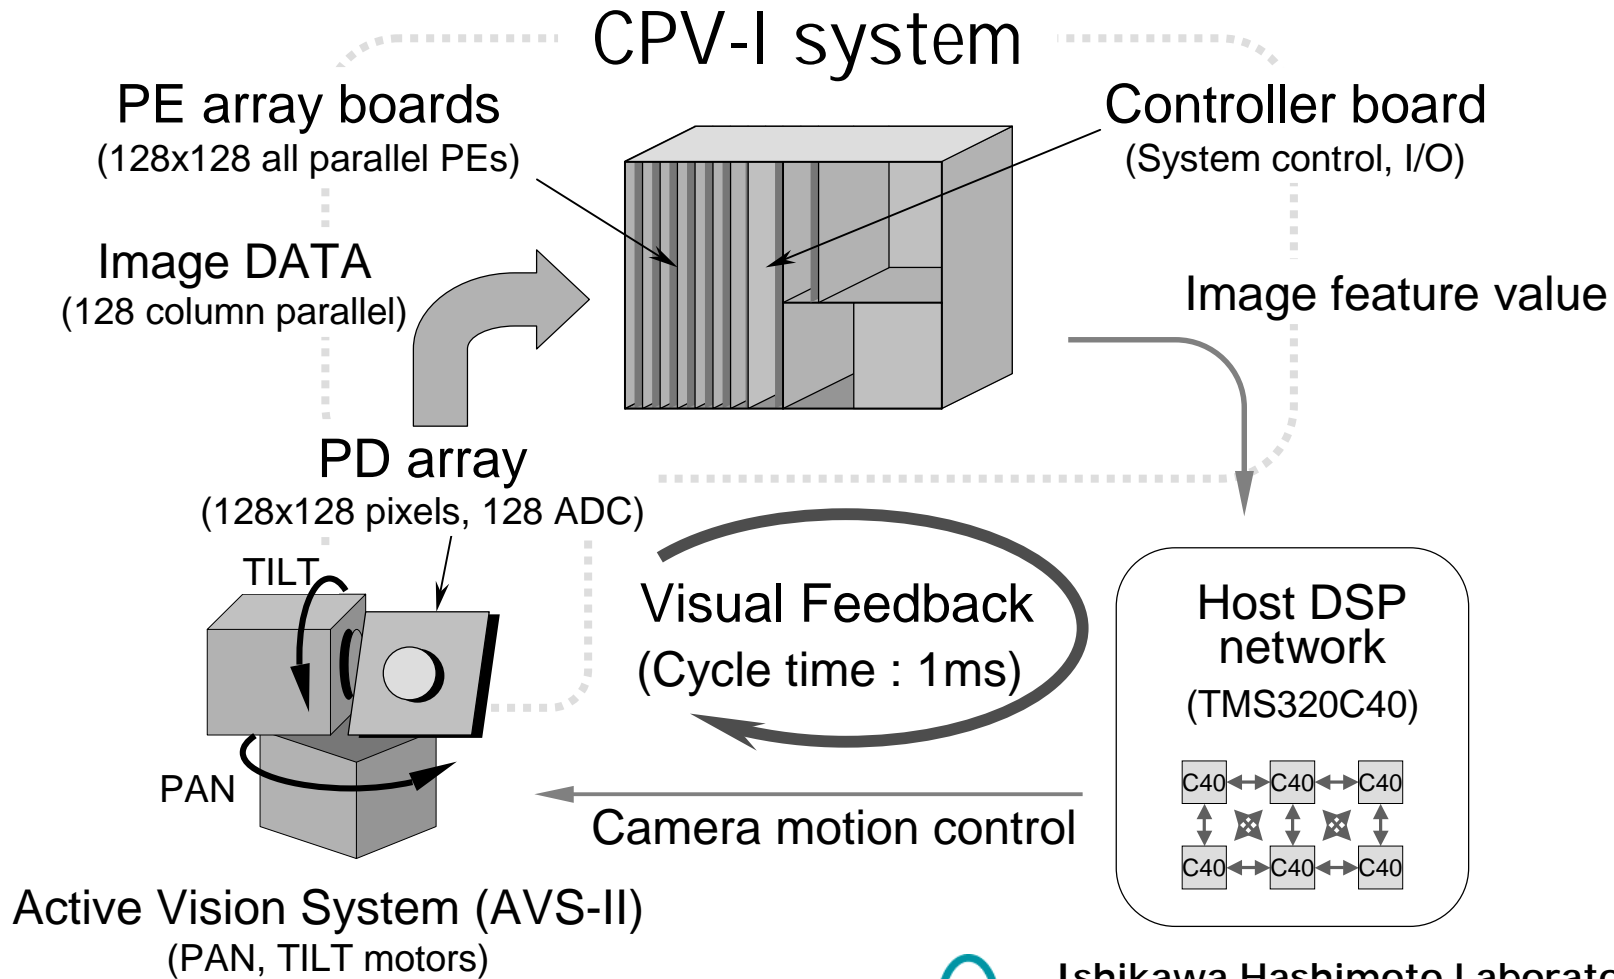 CPV-I system
PE array boards
(128x128 all parallel PEs)
Controller board
(System control, I/O)
Image DATA
(128 column parallel)
Image feature value
PD array
(128x128 pixels, 128 ADC)
TILT
PAN
Visual Feedback
(Cycle time : 1ms)
Host DSP
network
(TMS320C40)
C40 C40 C40
C40 C40 C40
Camera motion control
Active Vision System (AVS-II)
(PAN, TILT motors)
Ishikawa Hashimoto